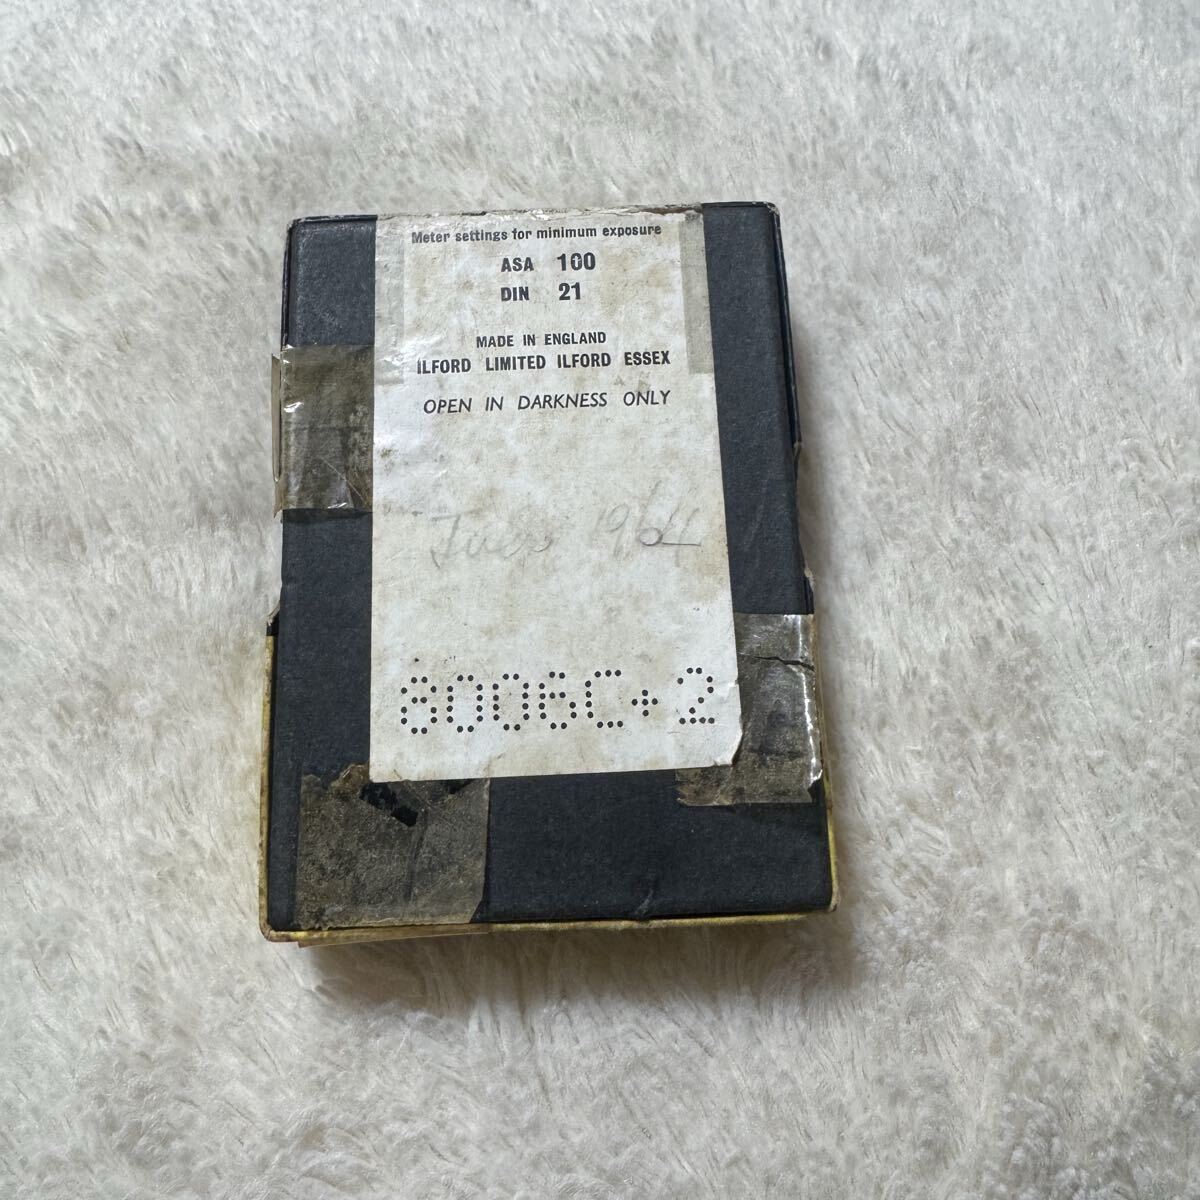 Meter settings for minimum exposure
ASA 100
DIN 21
MADE IN ENGLAND
ILFORD LIMITED ILFORD ESSEX
OPEN IN DARKNESS ONLY
1964
8006C+2